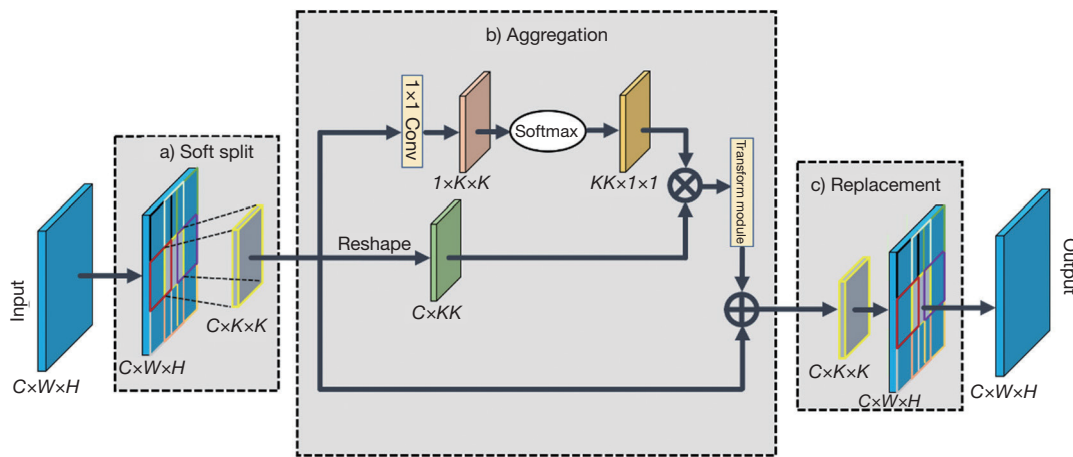 b) Aggregation
1×1 Conv
Softmax
1×K×K
KK×1×1
Transform module
a) Soft split
Input
C×W×H
C×K×K
C×W×H
Reshape
C×KK
c) Replacement
C×K×K
C×W×H
Output
C×W×H